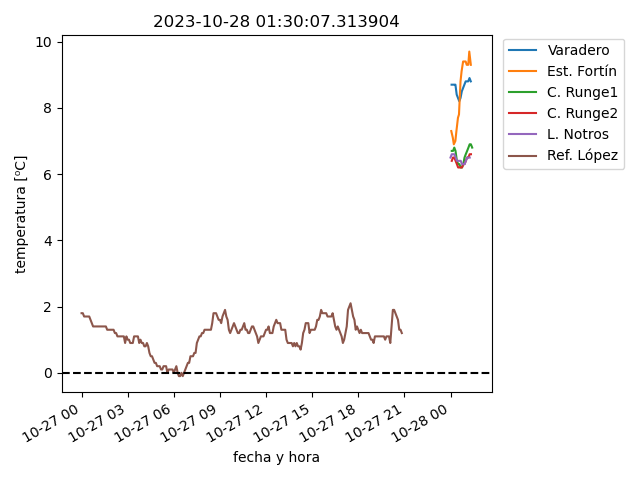 2023-10-28 01:30:07.313904
temperatura [°C]
10
8
6
4
2
0
10-27 00
10-27 03
10-27 06
10-27 09
10-27 12
10-27 15
10-27 18
10-27 21
10-28 00
fecha y hora
Varadero
Est. Fortín
C. Runge1
C. Runge2
L. Notros
Ref. López